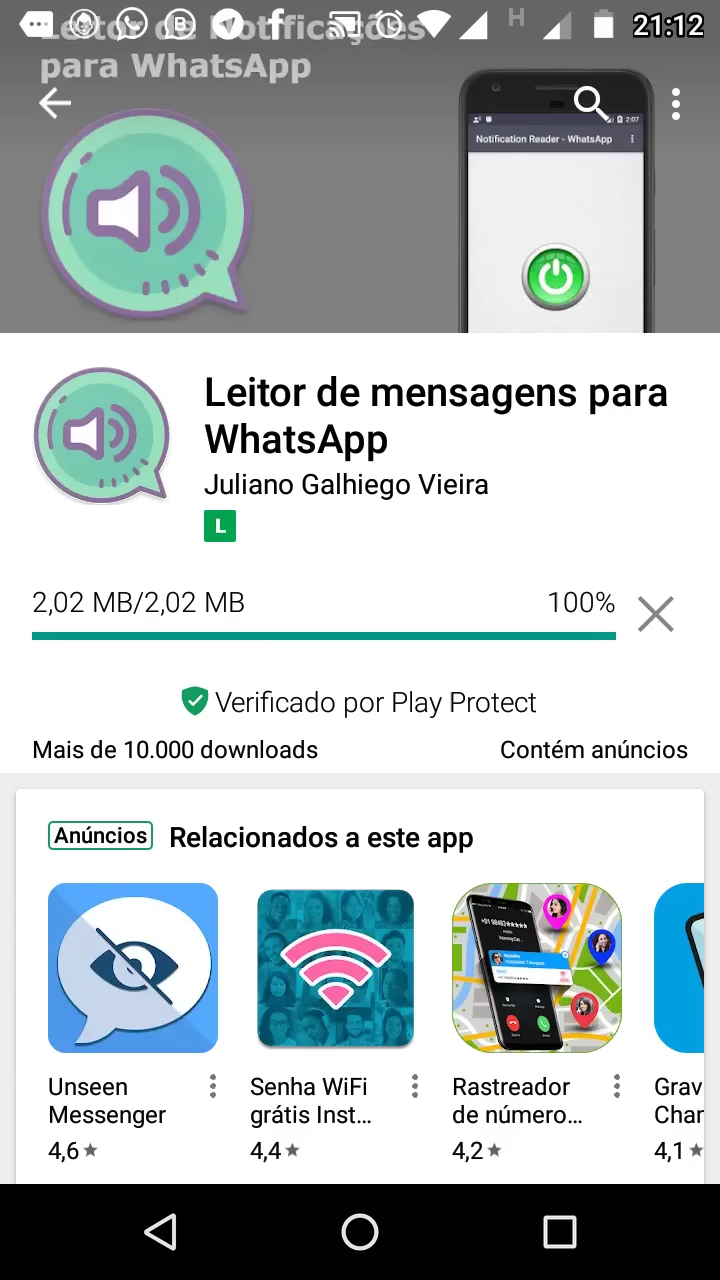 21:12
H
B
Leitor de Notificações
para WhatsApp
2:07
Notification Reader - WhatsApp
Leitor de mensagens para
WhatsApp
Juliano Galhiego Vieira
L
2,02 MB/2,02 MB 100%
Verificado por Play Protect
Mais de 10.000 downloads Contém anúncios
Anúncios Relacionados a este app
Unseen
Messenger
4,6★
Senha WiFi
grátis Inst...
4,4★
Rastreador
de número...
4,2★
Grav
Char
4,1★